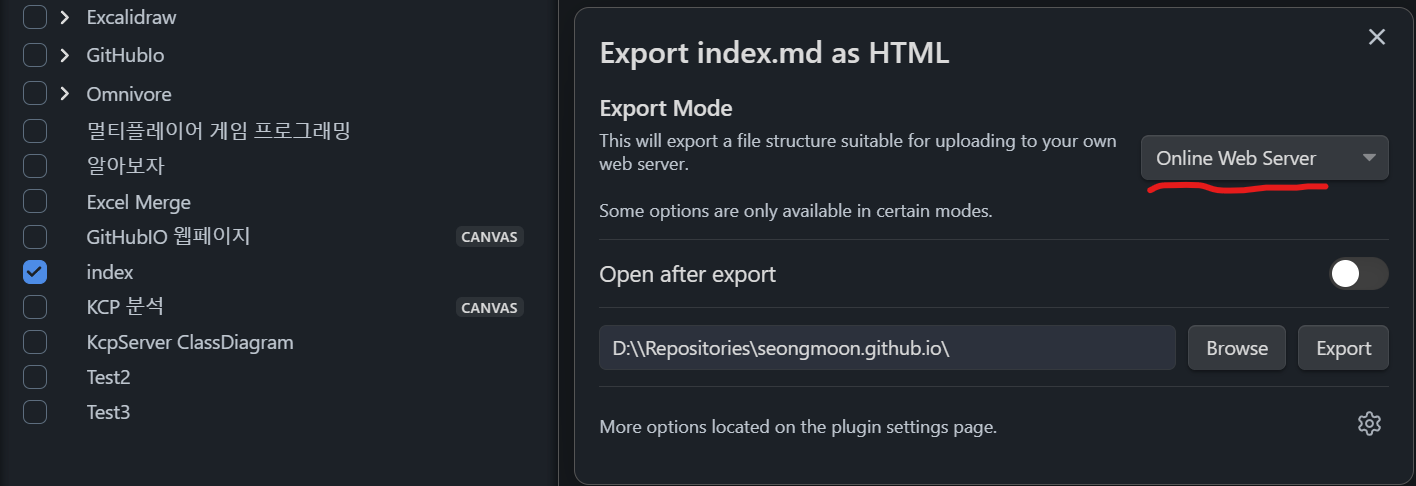 Excalidraw
GitHubIo
Omnivore
멀티플레이어 게임 프로그래밍
알아보자
Excel Merge
GitHubIO 웹페이지 CANVAS
index
KCP 분석 CANVAS
KcpServer ClassDiagram
Test2
Test3
Export index.md as HTML
Export Mode
This will export a file structure suitable for uploading to your own
web server.
Online Web Server
Some options are only available in certain modes.
Open after export
D:\\Repositories\seongmoon.github.io\
Browse
Export
More options located on the plugin settings page.